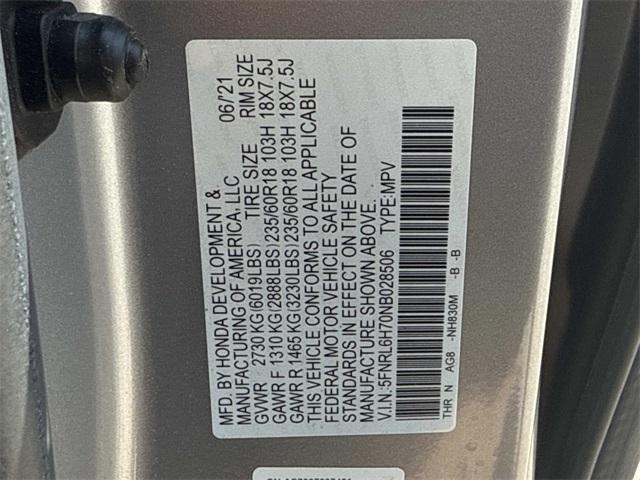 MFD. BY HONDA DEVELOPMENT & 06/21
MANUFACTURING OF AMERICA, LLC
GVWR 2730 KG (6019LBS) TIRE SIZE RIM SIZE
GAWR F 1310 KG (2888LBS) 235/60R18 103H 18X7.5J
GAWR R 1465 KG (3230LBS) 235/60R18 103H 18X7.5J
THIS VEHICLE CONFORMS TO ALL APPLICABLE
FEDERAL MOTOR VEHICLE SAFETY
STANDARDS IN EFFECT ON THE DATE OF
MANUFACTURE SHOWN ABOVE.
V.I.N.:5FNRL6H70NB028506 TYPE:MPV
THR N AG8 -NH830M -B -B